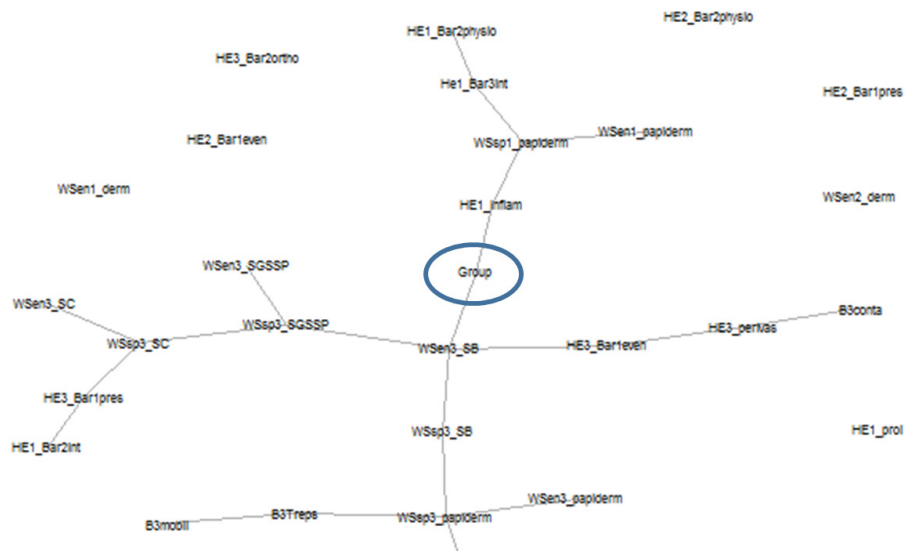 HE2_Bar2physio
HE1_Bar2physio
HE3_Bar2ortho
He1_Bar3int
HE2_Bar1pres
WSen1_papiderm
HE2_Bar1even
WSsp1_papiderm
WSen1_derm
WSen2_derm
HE1_inflam
WSen3_SGSSP
Group
WSen3_SC
B3conta
WSsp3_SGSSP
HE3_perivas
WSsp3_SC
WSen3_SB
HE3_Bar1even
HE3_Bar1pres
WSsp3_SB
HE1_prol
HE1_Bar2int
WSen3_papiderm
B3Treps
WSsp3_papiderm
B3mobil